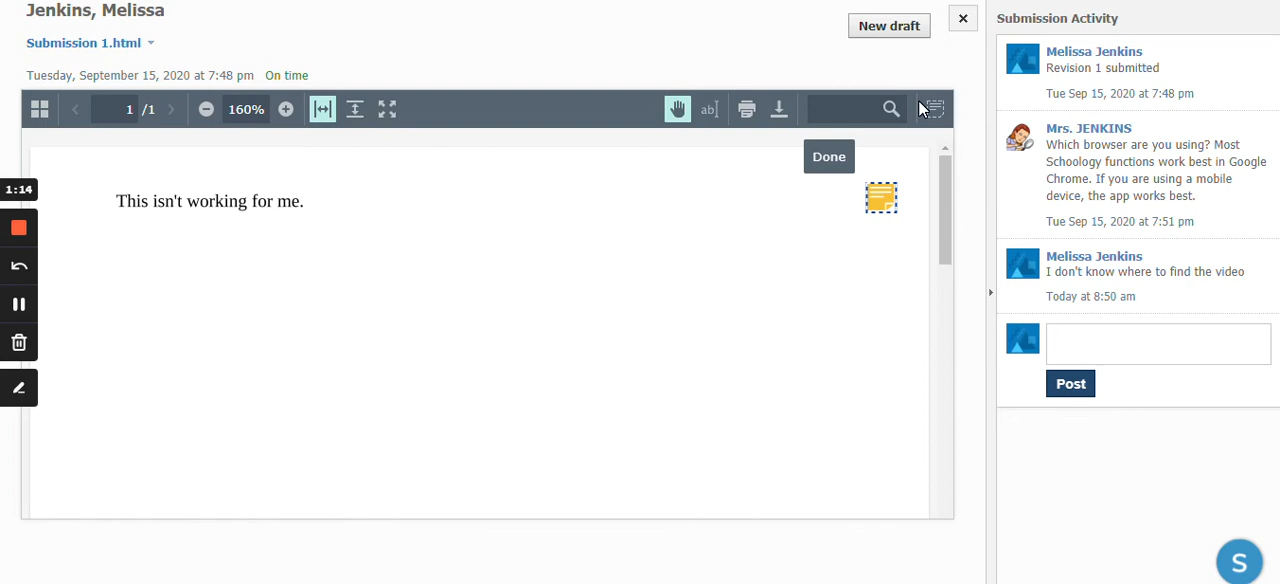 Jenkins, Melissa
Submission 1.html
Tuesday, September 15, 2020 at 7:48 pm On time
New draft
×
1 /1
160%
ab
Done
This isn't working for me.
1:14
Submission Activity
Melissa Jenkins
Revision 1 submitted
Tue Sep 15, 2020 at 7:48 pm
Mrs. JENKINS
Which browser are you using? Most
Schoology functions work best in Google
Chrome. If you are using a mobile
device, the app works best.
Tue Sep 15, 2020 at 7:51 pm
Melissa Jenkins
I don't know where to find the video
Today at 8:50 am
Post
S